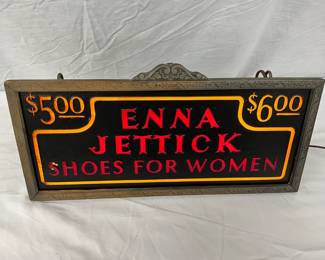 $5.00 $6.00
ENNA
JETTICK
SHOES FOR WOMEN